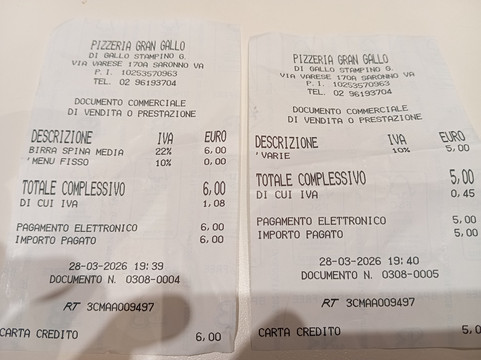 PIZZERIA GRAN GALLO
DI GALLO STAMPINO G.
VIA VARESE 170A SARONNO VA
P. I. 10253570963
TEL. 02 96193704
DOCUMENTO COMMERCIALE
DI VENDITA O PRESTAZIONE
DESCRIZIONE IVA EURO
BIRRA SPINA MEDIA 22% 6,00
'MENU FISSO 10% 0,00
TOTALE COMPLESSIVO 6,00
DI CUI IVA 1,08
PAGAMENTO ELETTRONICO 6,00
IMPORTO PAGATO 6,00
28-03-2026 19:39
DOCUMENTO N. 0308-0004
RT 3CMAA009497
CARTA CREDITO 6,00
PIZZERIA GRAN GALLO
DI GALLO STAMPINO G.
VIA VARESE 170A SARONNO VA
P. I. 10253570963
TEL. 02 96193704
DOCUMENTO COMMERCIALE
DI VENDITA O PRESTAZIONE
DESCRIZIONE IVA EURO
'VARIE 10% 5,00
TOTALE COMPLESSIVO 5,00
DI CUI IVA 0,45
PAGAMENTO ELETTRONICO 5,00
IMPORTO PAGATO 5,00
28-03-2026 19:40
DOCUMENTO N. 0308-0005
RT 3CMAA009497
CARTA CREDITO 5,0